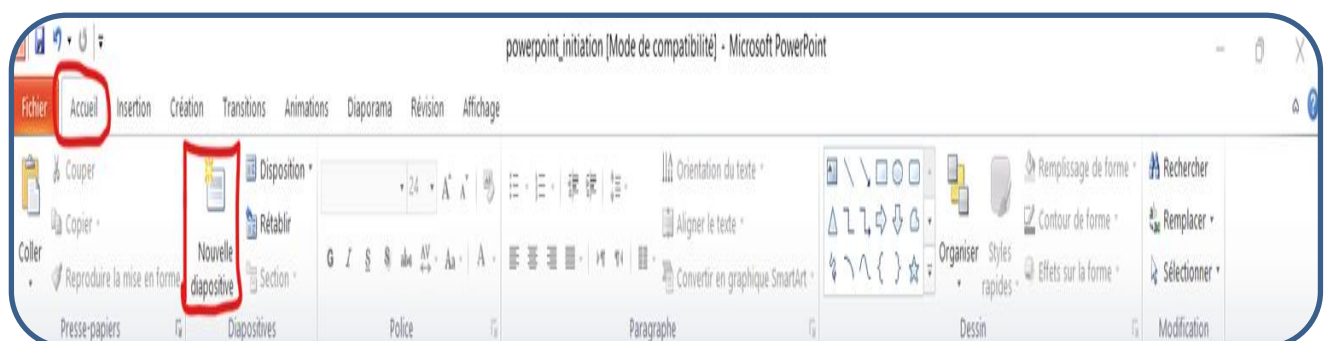 powerpoint_initiation [Mode de compatibilité] - Microsoft PowerPoint
Fichier Accueil Insertion Création Transitions Animations Diaporama Révision Affichage
Coller
Couper
Copier
Reproduire la mise en forme
Presse-papiers
Nouvelle
diapositive
Disposition
Rétablir
Section
Diapositives
24
G I S S abc AV Aa A
Police
Orientation du texte
Aligner le texte
Convertir en graphique SmartArt
Paragraphe
Organiser
Styles
rapides
Remplissage de forme
Contour de forme
Effets sur la forme
Dessin
Rechercher
Remplacer
Sélectionner
Modification